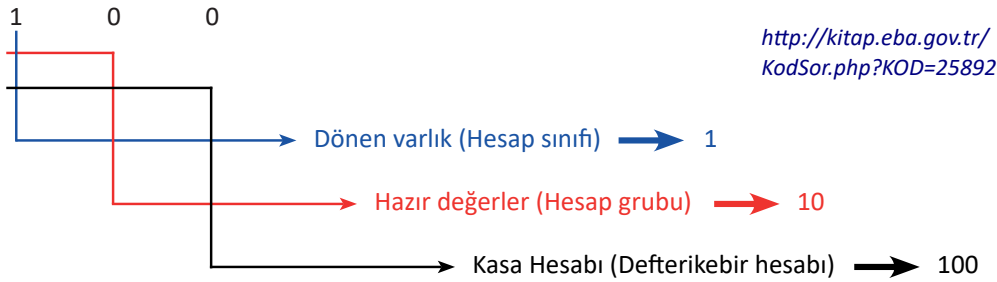 1 0 0
http://kitap.eba.gov.tr/
KodSor.php?KOD=25892
Dönen varlık (Hesap sınıfı) 1
Hazır değerler (Hesap grubu) 10
Kasa Hesabı (Defterikebir hesabı) 100